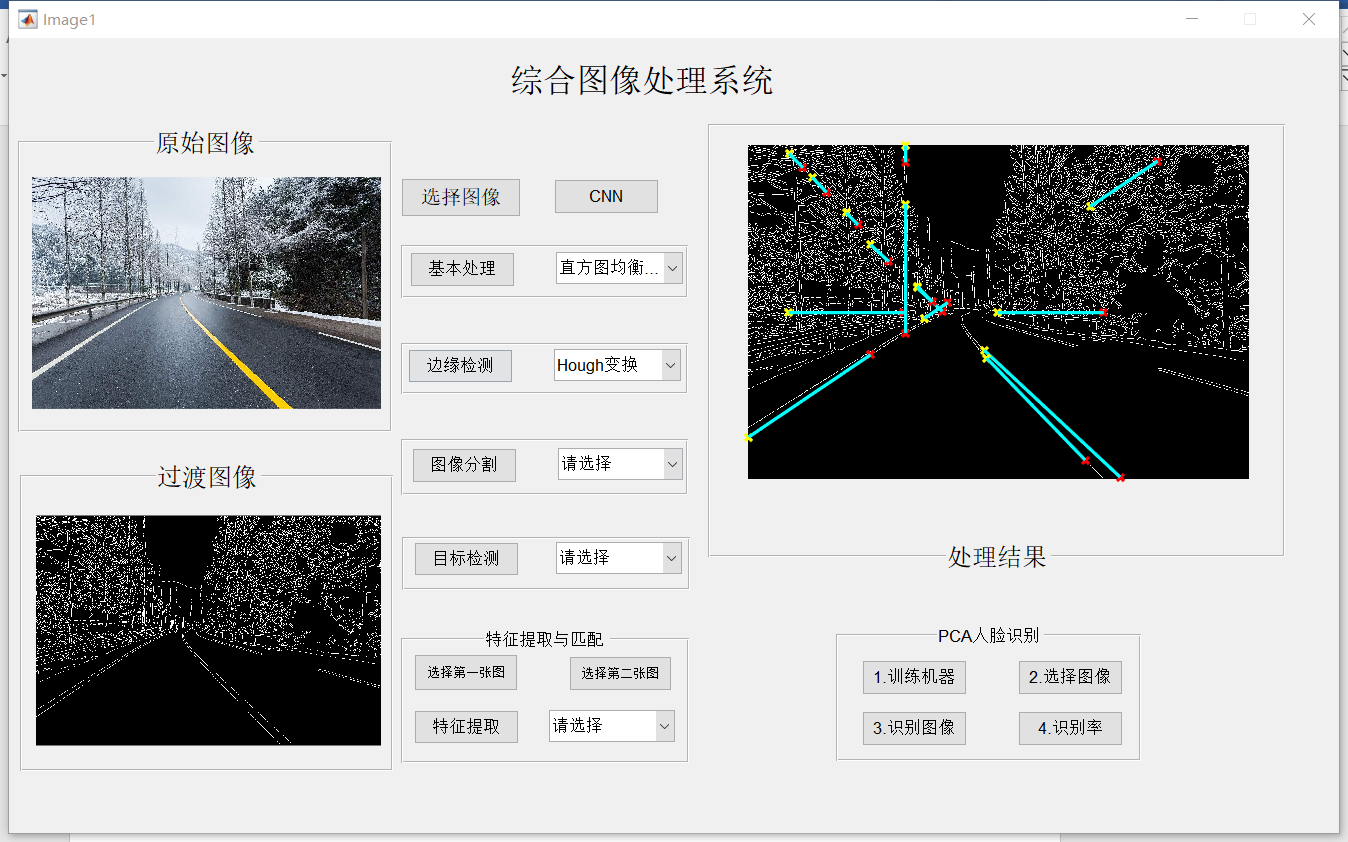 Image1
综合图像处理系统
原始图像
选择图像
CNN
基本处理
直方图均衡...
边缘检测
Hough变换
图像分割
请选择
过渡图像
目标检测
请选择
处理结果
特征提取与匹配
选择第一张图
选择第二张图
特征提取
请选择
PCA人脸识别
1.训练机器
2.选择图像
3.识别图像
4.识别率